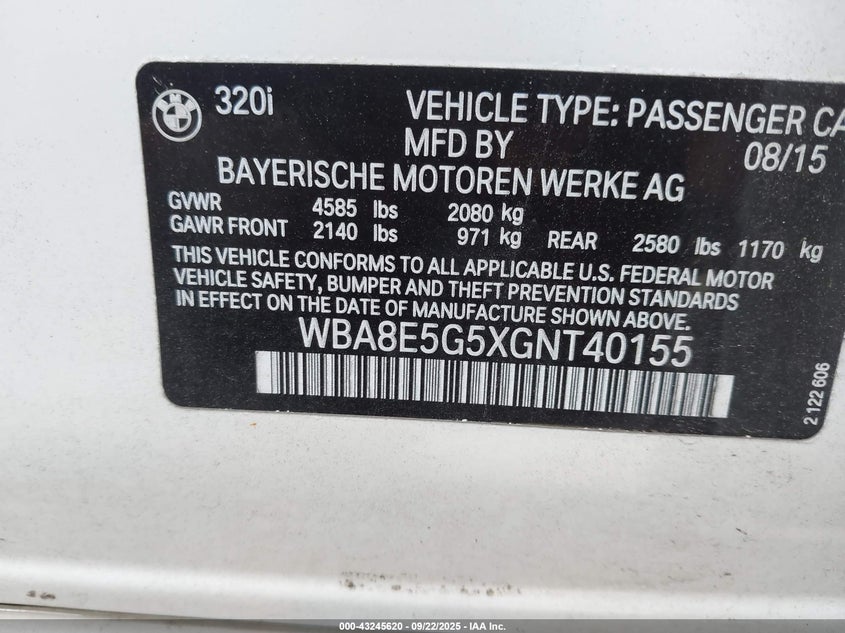 BMW
320i VEHICLE TYPE: PASSENGER CA
MFD BY 08/15
BAYERISCHE MOTOREN WERKE AG
GVWR 4585 lbs 2080 kg
GAWR FRONT 2140 lbs 971 kg REAR 2580 lbs 1170 kg
THIS VEHICLE CONFORMS TO ALL APPLICABLE U.S. FEDERAL MOTOR
VEHICLE SAFETY, BUMPER AND THEFT PREVENTION STANDARDS
IN EFFECT ON THE DATE OF MANUFACTURE SHOWN ABOVE.
WBA8E5G5XGNT40155
2 122 606
000-43245620 - 09/22/2025 - IAA Inc.